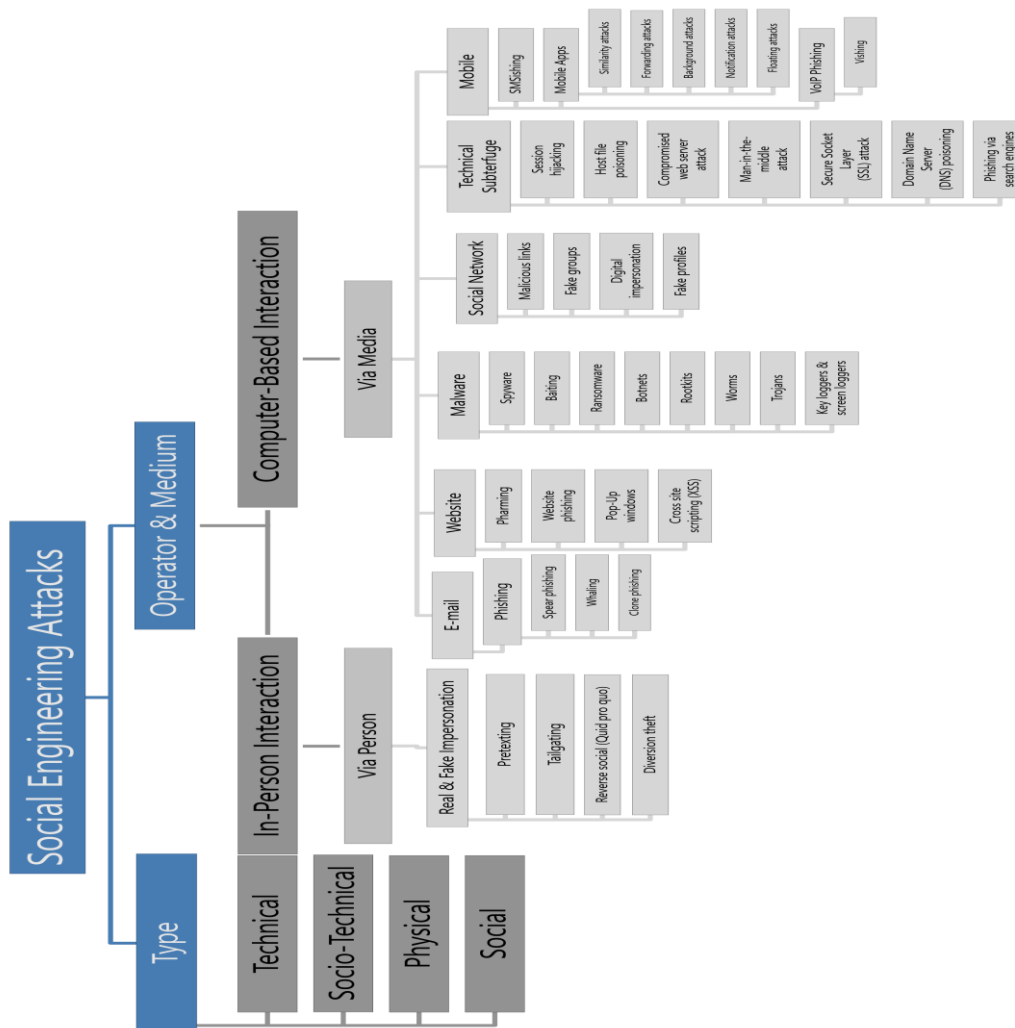 Social Engineering Attacks
Type
Technical
Socio-Technical
Physical
Social
Operator & Medium
In-Person Interaction
Via Person
Real & Fake Impersonation
Pretexting
Tailgating
Reverse social (Quid pro quo)
Diversion theft
Computer-Based Interaction
Via Media
E-mail
Phishing
Spear phishing
Whaling
Clone phishing
Website
Pharming
Website
phishing
Pop-Up
windows
Cross site
scripting (XSS)
Malware
Spyware
Baiting
Ransomware
Botnets
Rootkits
Worms
Trojans
Key loggers &
screen loggers
Social Network
Malicious links
Fake groups
Digital
impersonation
Fake profiles
Technical
Subterfuge
Session
hijacking
Host file
poisoning
Compromised
web server
attack
Man-in-the-
middle
attack
Secure Socket
Layer
(SSL) attack
Domain Name
Server
(DNS) poisoning
Phishing via
search engines
Mobile
SMSishing
Mobile Apps
Similarity attacks
Forwarding attacks
Background attacks
Notification attacks
Floating attacks
VoIP Phishing
Vishing